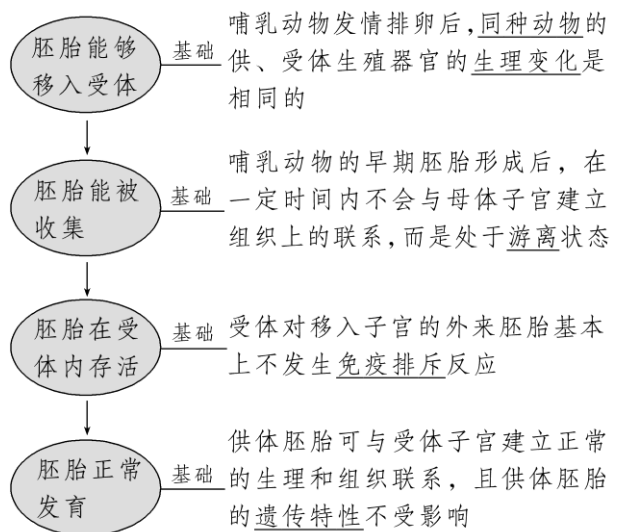 胚胎能够
移入受体
基础
哺乳动物发情排卵后,同种动物的
供、受体生殖器官的生理变化是
相同的
胚胎能被
收集
基础
哺乳动物的早期胚胎形成后，在
一定时间内不会与母体子宫建立
组织上的联系,而是处于游离状态
胚胎在受
体内存活
基础
受体对移入子宫的外来胚胎基本
上不发生免疫排斥反应
胚胎正常
发育
基础
供体胚胎可与受体子宫建立正常
的生理和组织联系，且供体胚胎
的遗传特性不受影响